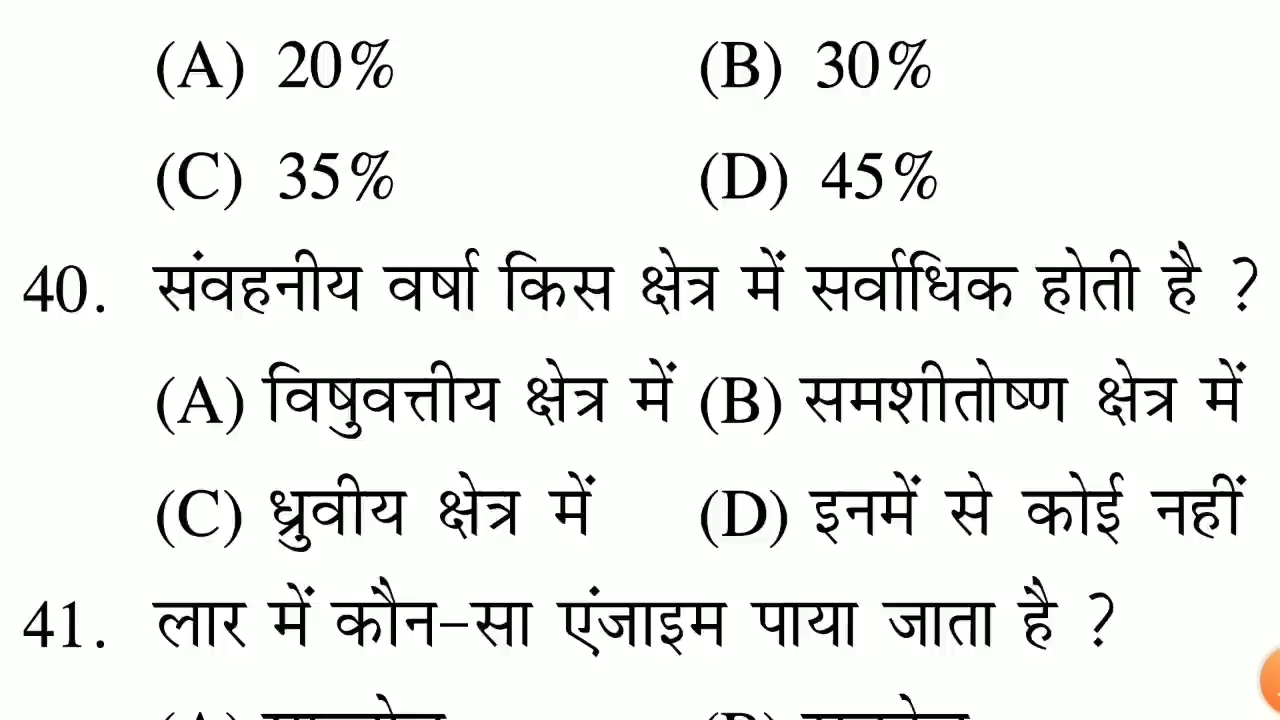 (A) 20% (B) 30%
(C) 35% (D) 45%
40. संवहनीय वर्षा किस क्षेत्र में सर्वाधिक होती है ?
(A) विषुवत्तीय क्षेत्र में (B) समशीतोष्ण क्षेत्र में
(C) ध्रुवीय क्षेत्र में (D) इनमें से कोई नहीं
41. लार में कौन-सा एंजाइम पाया जाता है ?